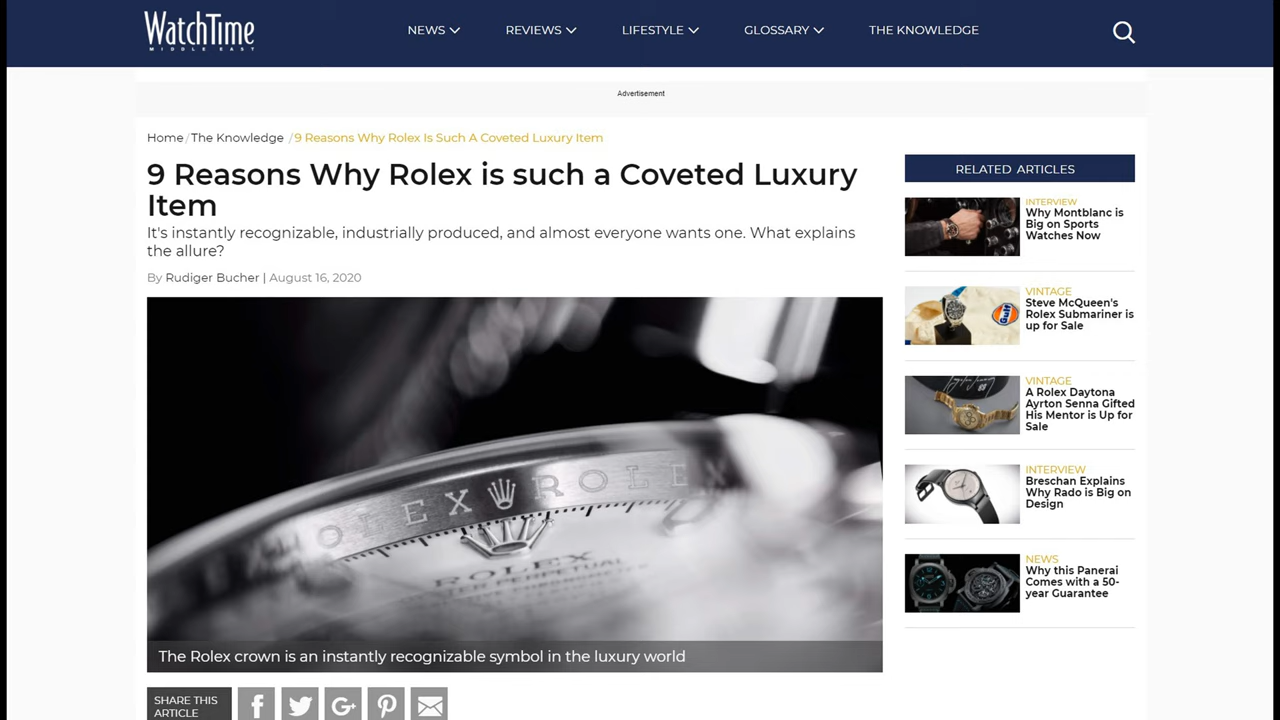 WatchTime
MIDDLE EAST
NEWS
REVIEWS
LIFESTYLE
GLOSSARY
THE KNOWLEDGE
Advertisement
Home / The Knowledge / 9 Reasons Why Rolex Is Such A Coveted Luxury Item
9 Reasons Why Rolex is such a Coveted Luxury
Item
It's instantly recognizable, industrially produced, and almost everyone wants one. What explains
the allure?
By Rudiger Bucher | August 16, 2020
OLEX ROLEX
ROLEX
The Rolex crown is an instantly recognizable symbol in the luxury world
SHARE THIS
ARTICLE
RELATED ARTICLES
INTERVIEW
Why Montblanc is
Big on Sports
Watches Now
VINTAGE
Steve McQueen's
Rolex Submariner is
up for Sale
Gulf
VINTAGE
A Rolex Daytona
Ayrton Senna Gifted
His Mentor is Up for
Sale
INTERVIEW
Breschan Explains
Why Rado is Big on
Design
NEWS
Why this Panerai
Comes with a 50-
year Guarantee